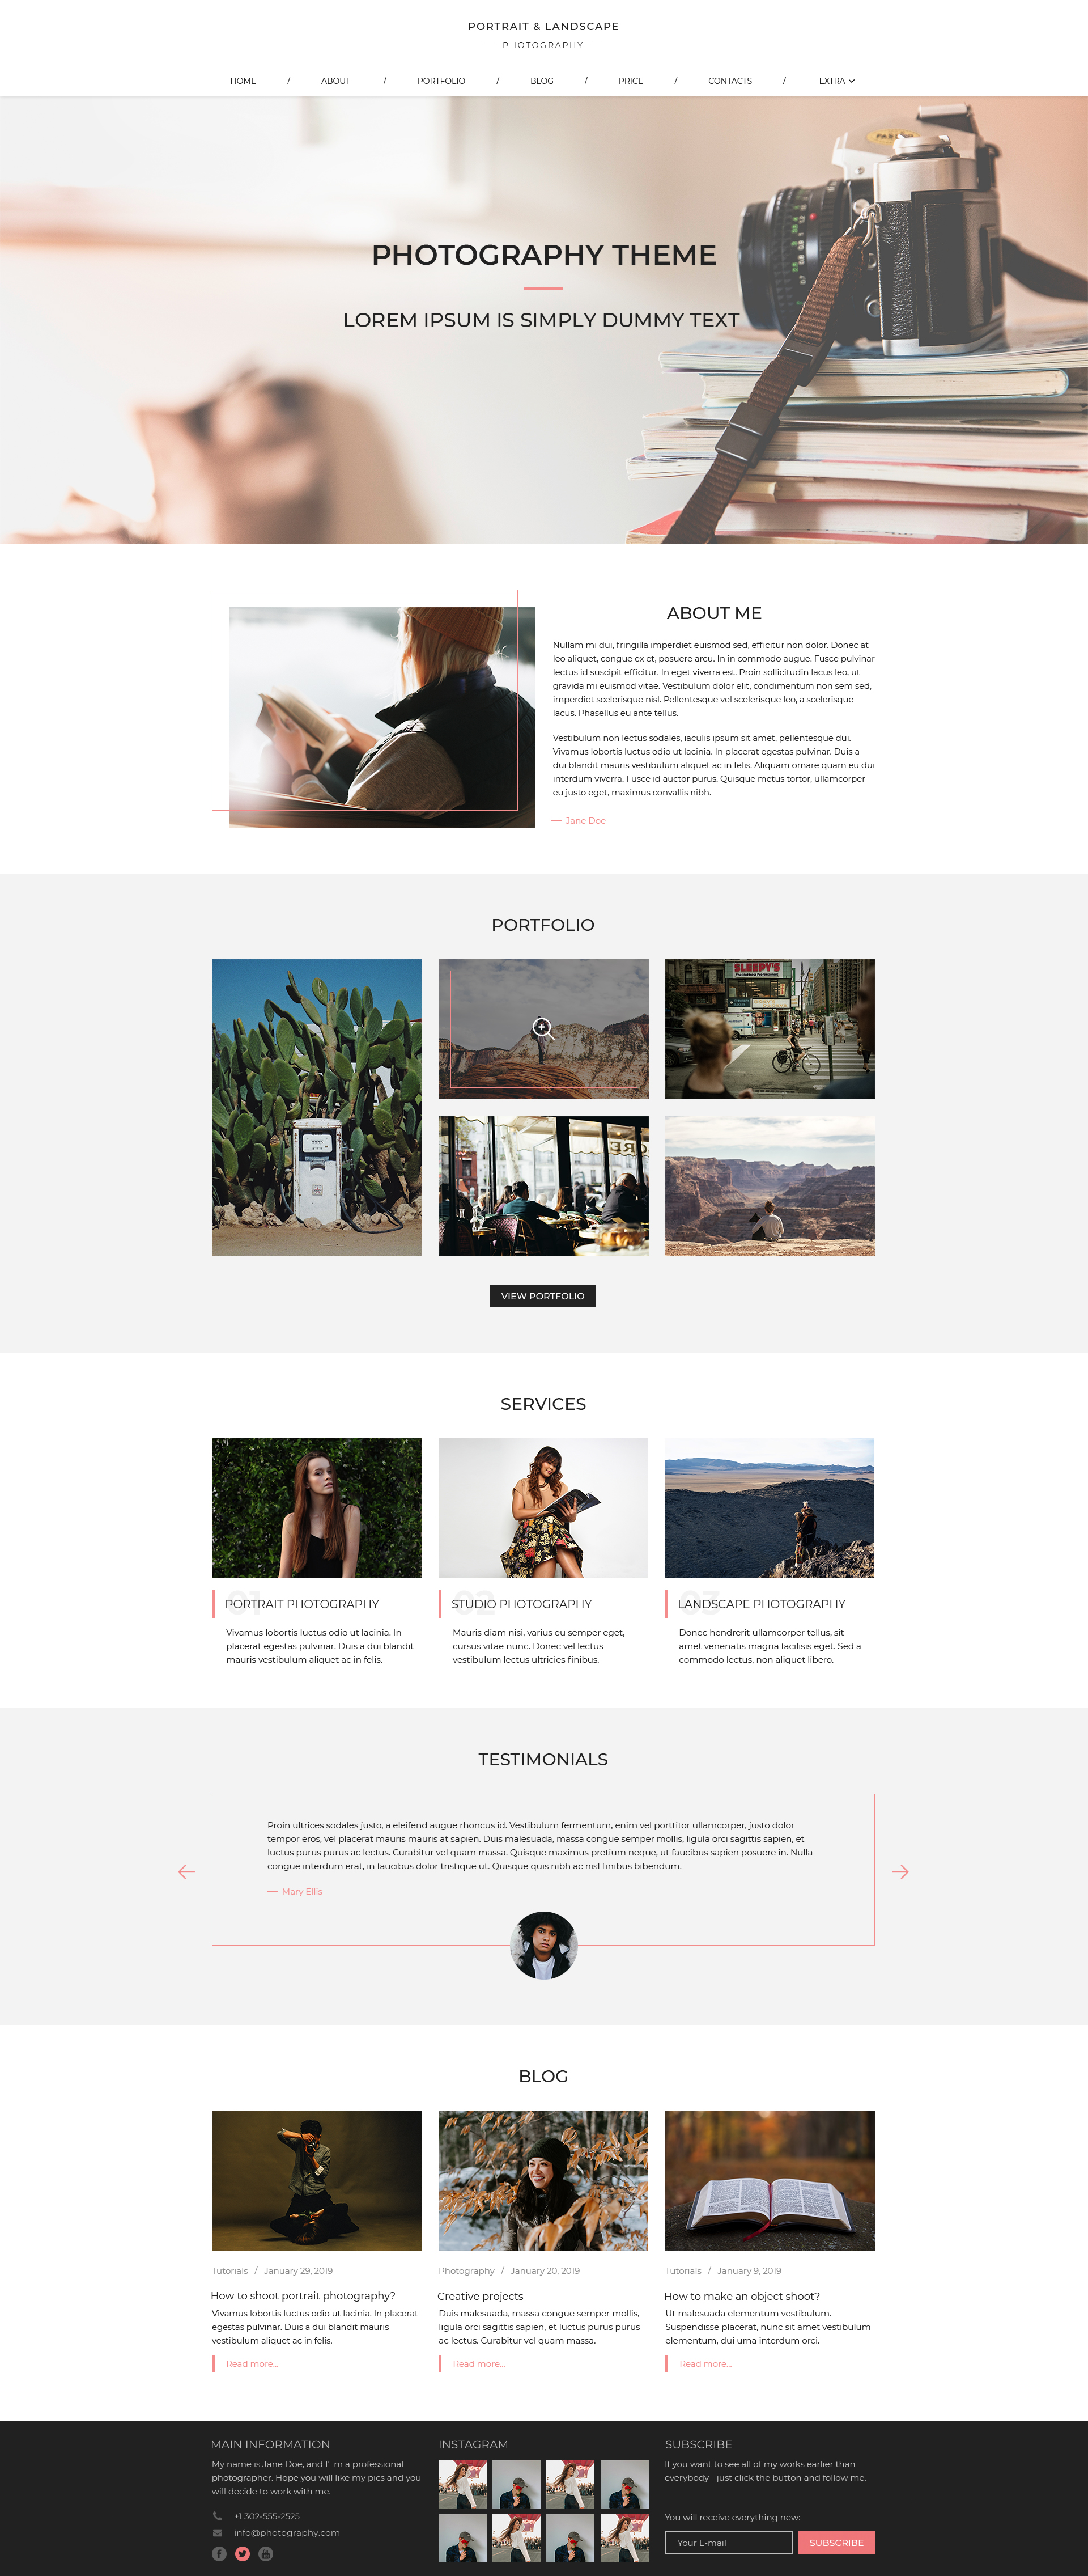 PORTRAIT & LANDSCAPE
PHOTOGRAPHY
HOME / ABOUT / PORTFOLIO / BLOG / PRICE / CONTACTS / EXTRA
PHOTOGRAPHY THEME
LOREM IPSUM IS SIMPLY DUMMY TEXT
ABOUT ME
Nullam mi dui, fringilla imperdiet euismod sed, efficitur non dolor. Donec at
leo aliquet, congue ex et, posuere arcu. In in commodo augue. Fusce pulvinar
lectus id suscipit efficitur. In eget viverra est. Proin sollicitudin lacus leo, ut
gravida mi euismod vitae. Vestibulum dolor elit, condimentum non sem sed,
imperdiet scelerisque nisl. Pellentesque vel scelerisque leo, a scelerisque
lacus. Phasellus eu ante tellus.
Vestibulum non lectus sodales, iaculis ipsum sit amet, pellentesque dui.
Vivamus lobortis luctus odio ut lacinia. In placerat egestas pulvinar. Duis a
dui blandit mauris vestibulum aliquet ac in felis. Aliquam ornare quam eu dui
interdum viverra. Fusce id auctor purus. Quisque metus tortor, ullamcorper
eu justo eget, maximus convallis nibh.
— Jane Doe
PORTFOLIO
SLEEPY'S
VIEW PORTFOLIO
SERVICES
01
PORTRAIT PHOTOGRAPHY
Vivamus lobortis luctus odio ut lacinia. In
placerat egestas pulvinar. Duis a dui blandit
mauris vestibulum aliquet ac in felis.
02
STUDIO PHOTOGRAPHY
Mauris diam nisi, varius eu semper eget,
cursus vitae nunc. Donec vel lectus
vestibulum lectus ultricies finibus.
03
LANDSCAPE PHOTOGRAPHY
Donec hendrerit ullamcorper tellus, sit
amet venenatis magna facilisis eget. Sed a
commodo lectus, non aliquet libero.
TESTIMONIALS
Proin ultrices sodales justo, a eleifend augue rhoncus id. Vestibulum fermentum, enim vel porttitor ullamcorper, justo dolor
tempor eros, vel placerat mauris mauris at sapien. Duis malesuada, massa congue semper mollis, ligula orci sagittis sapien, et
luctus purus purus ac lectus. Curabitur vel quam massa. Quisque maximus pretium neque, ut faucibus sapien posuere in. Nulla
congue interdum erat, in faucibus dolor tristique ut. Quisque quis nibh ac nisl finibus bibendum.
— Mary Ellis
BLOG
Tutorials / January 29, 2019
How to shoot portrait photography?
Vivamus lobortis luctus odio ut lacinia. In placerat
egestas pulvinar. Duis a dui blandit mauris
vestibulum aliquet ac in felis.
Read more...
Photography / January 20, 2019
Creative projects
Duis malesuada, massa congue semper mollis,
ligula orci sagittis sapien, et luctus purus purus
ac lectus. Curabitur vel quam massa.
Read more...
Tutorials / January 9, 2019
How to make an object shoot?
Ut malesuada elementum vestibulum.
Suspendisse placerat, nunc sit amet vestibulum
elementum, dui urna interdum orci.
Read more...
MAIN INFORMATION
My name is Jane Doe, and I' m a professional
photographer. Hope you will like my pics and you
will decide to work with me.
+1 302-555-2525
info@photography.com
INSTAGRAM
SUBSCRIBE
If you want to see all of my works earlier than
everybody - just click the button and follow me.
You will receive everything new:
Your E-mail
SUBSCRIBE